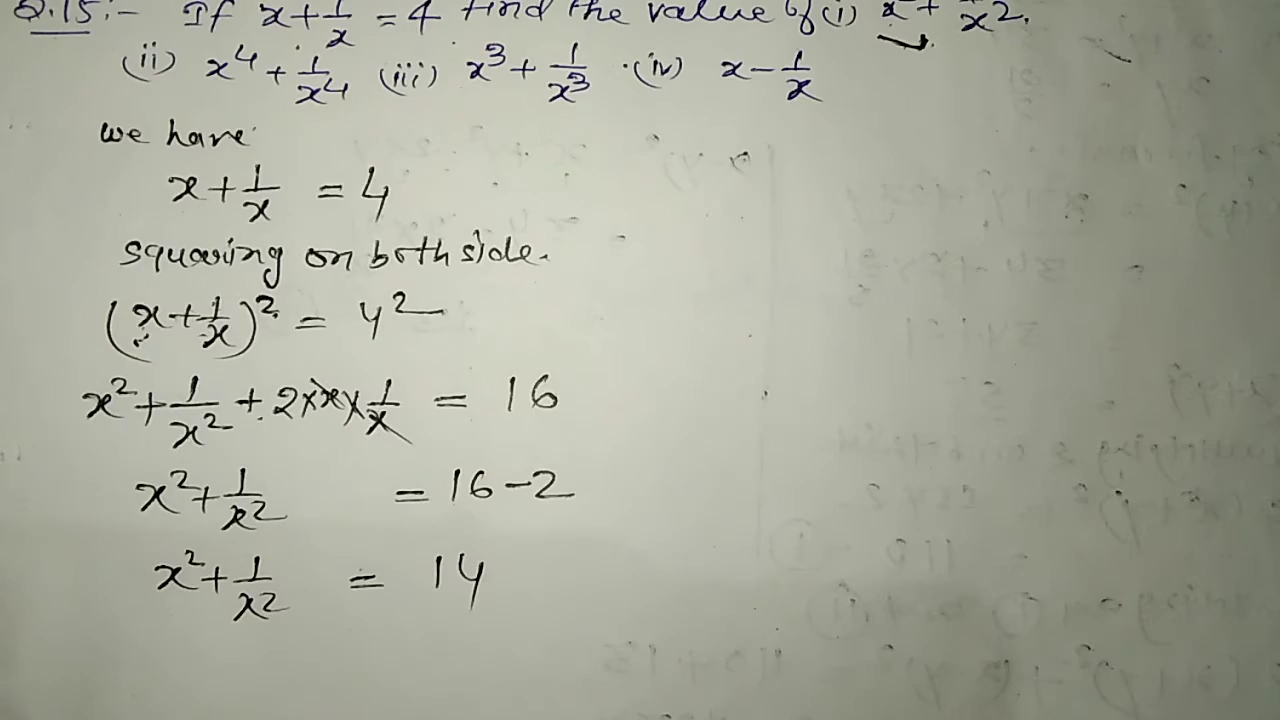 Q.15:- If x+1/x = 4 find the value of (i) x² + 1/x².
(ii) x⁴ + 1/x⁴ (iii) x³ + 1/x³ (iv) x - 1/x
we have
x + 1/x = 4
squaring on both side.
(x + 1/x)² = 4²
x² + 1/x² + 2×x×1/x = 16
x² + 1/x² = 16 - 2
x² + 1/x² = 14